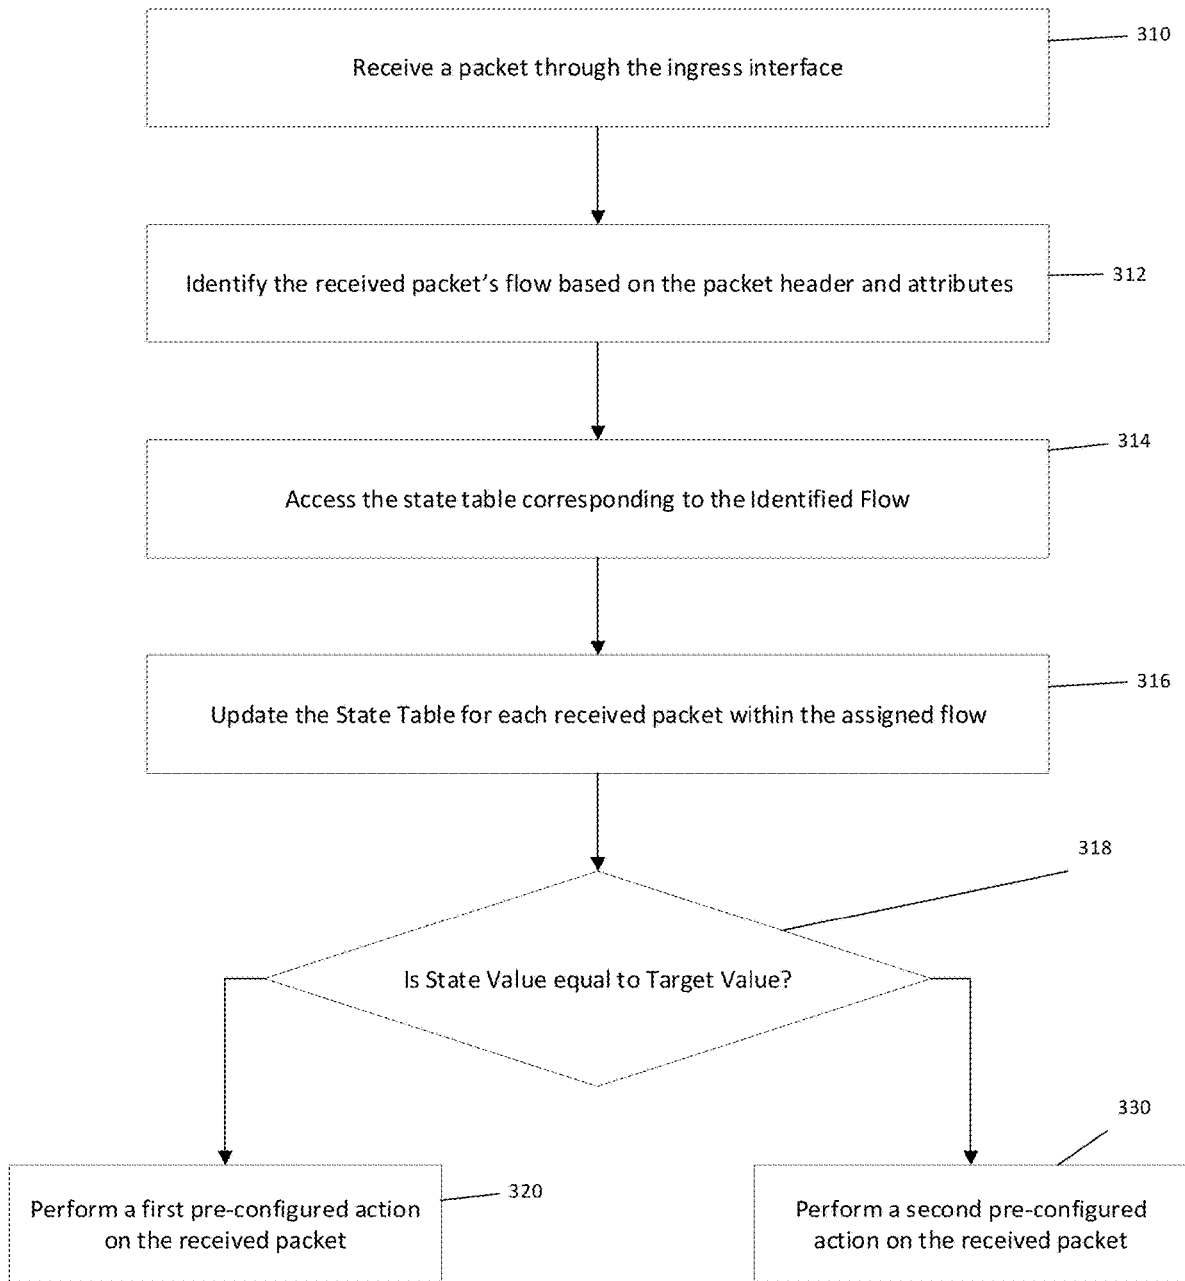 310
Receive a packet through the ingress interface
312
Identify the received packet's flow based on the packet header and attributes
314
Access the state table corresponding to the Identified Flow
316
Update the State Table for each received packet within the assigned flow
318
Is State Value equal to Target Value?
330
320
Perform a first pre-configured action
on the received packet
Perform a second pre-configured
action on the received packet